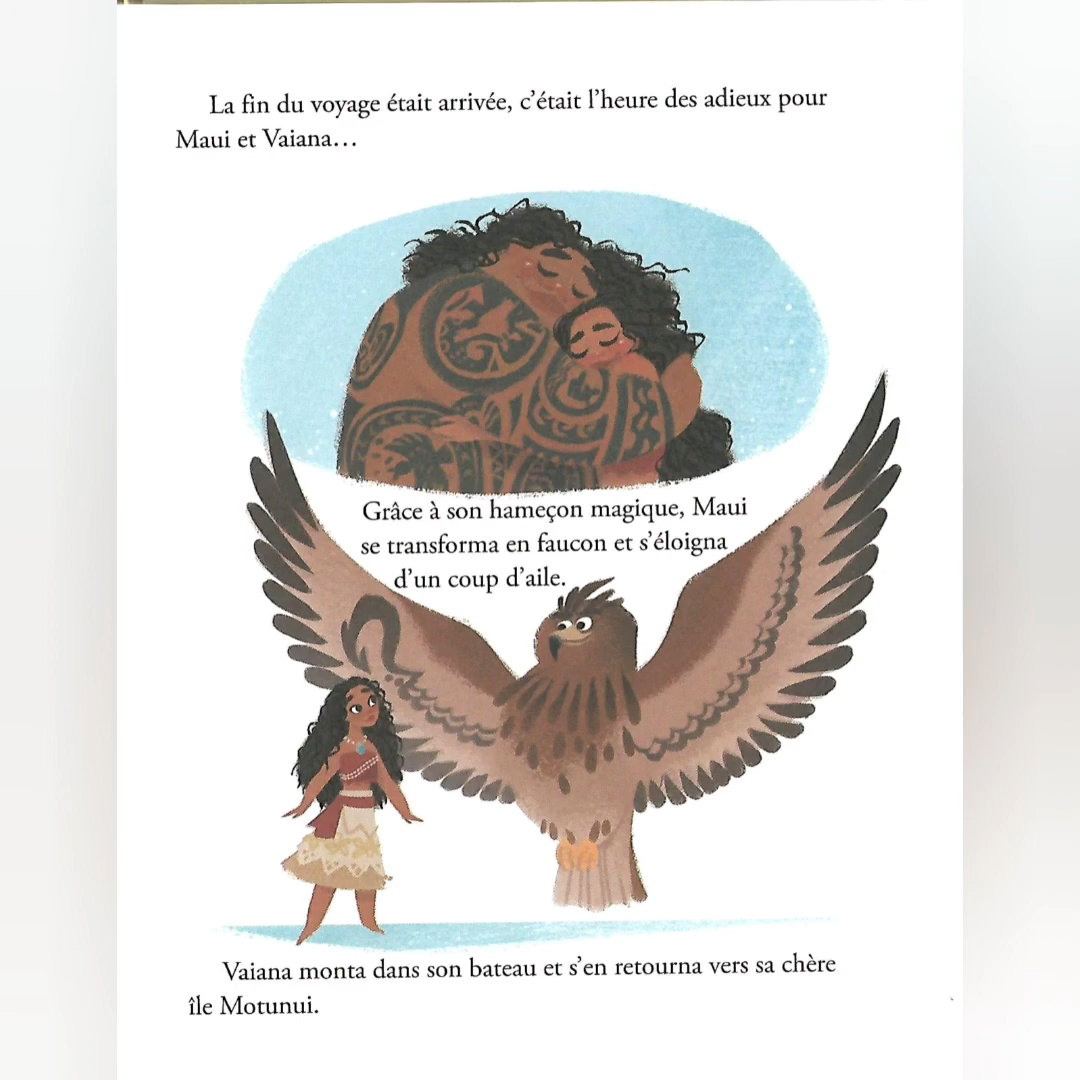 La fin du voyage était arrivée, c’était l’heure des adieux pour
Maui et Vaiana…
Grâce à son hameçon magique, Maui
se transforma en faucon et s’éloigna
d’un coup d’aile.
Vaiana monta dans son bateau et s’en retourna vers sa chère
île Motunui.